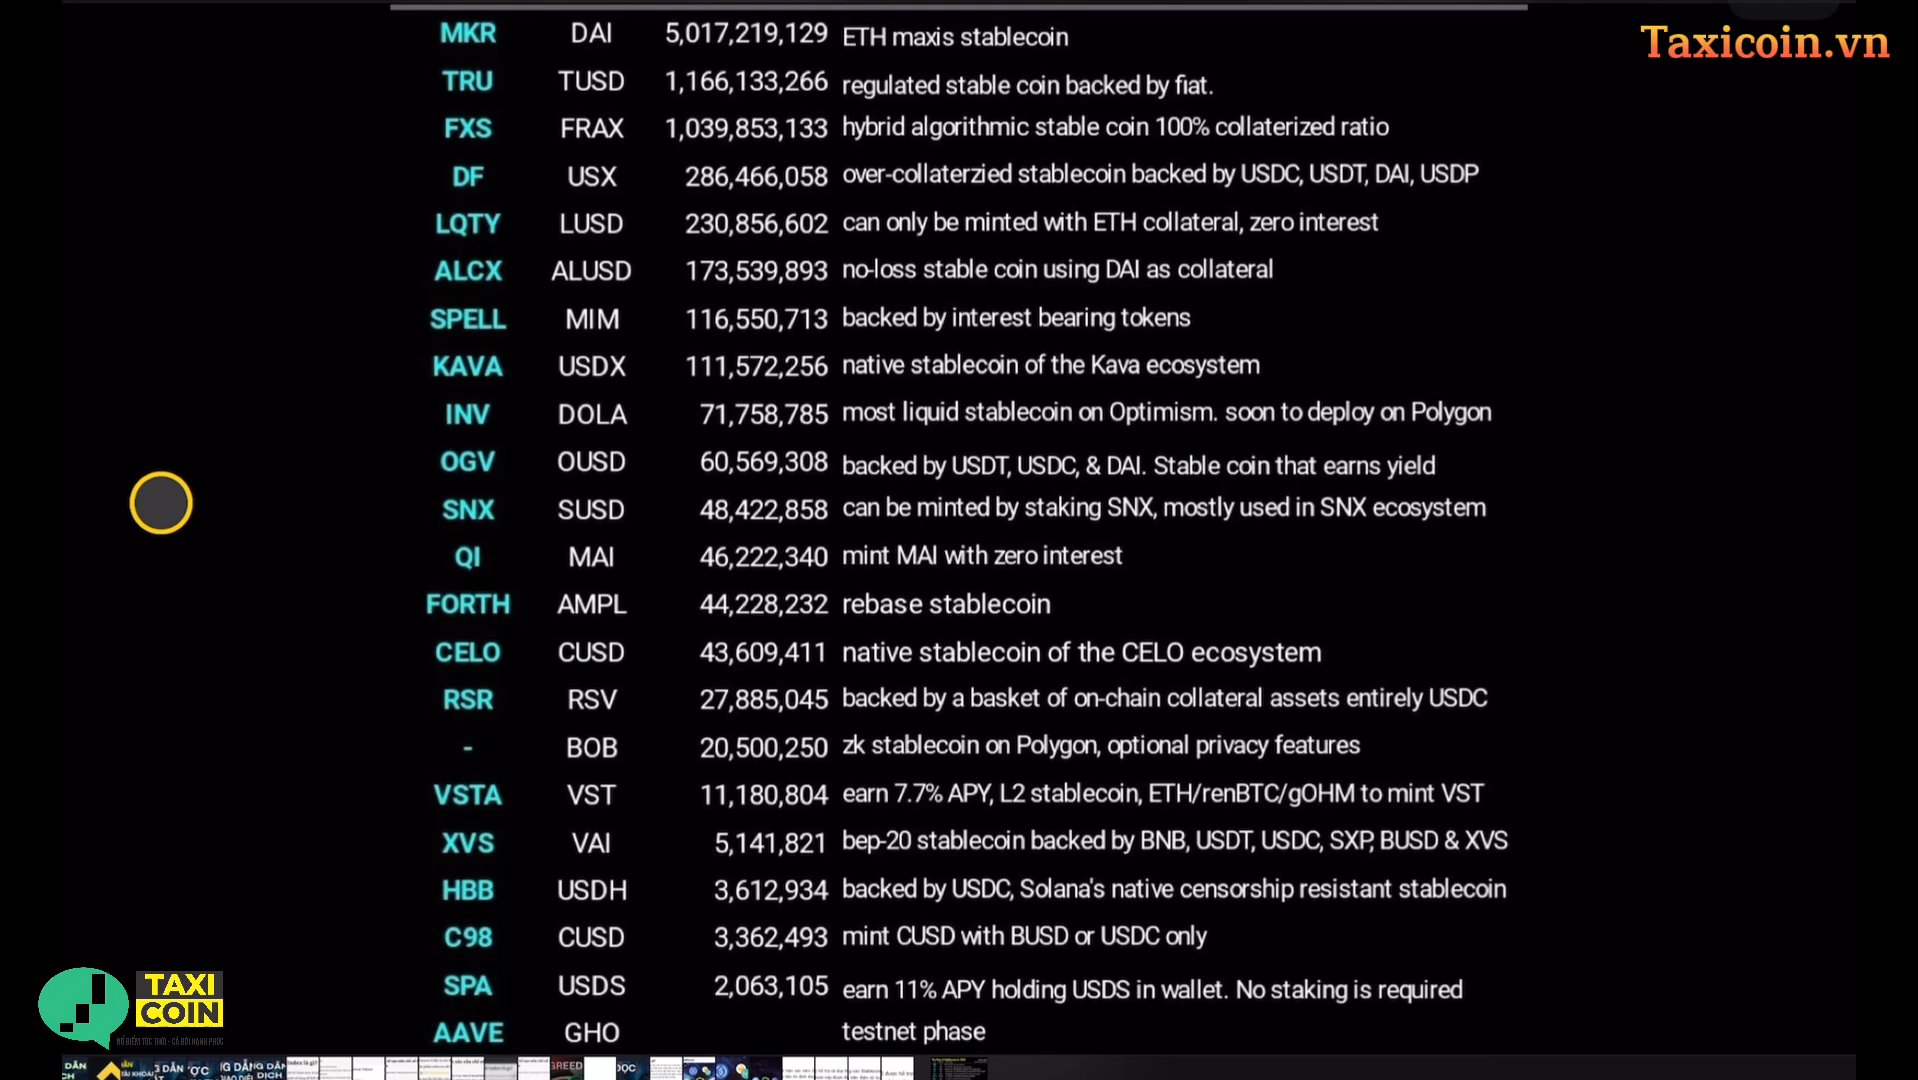 Taxicoin.vn
MKR DAI 5,017,219,129 ETH maxis stablecoin
TRU TUSD 1,166,133,266 regulated stable coin backed by fiat.
FXS FRAX 1,039,853,133 hybrid algorithmic stable coin 100% collaterized ratio
DF USX 286,466,058 over-collaterzied stablecoin backed by USDC, USDT, DAI, USDP
LQTY LUSD 230,856,602 can only be minted with ETH collateral, zero interest
ALCX ALUSD 173,539,893 no-loss stable coin using DAI as collateral
SPELL MIM 116,550,713 backed by interest bearing tokens
KAVA USDX 111,572,256 native stablecoin of the Kava ecosystem
INV DOLA 71,758,785 most liquid stablecoin on Optimism. soon to deploy on Polygon
OGV OUSD 60,569,308 backed by USDT, USDC, & DAI. Stable coin that earns yield
SNX SUSD 48,422,858 can be minted by staking SNX, mostly used in SNX ecosystem
QI MAI 46,222,340 mint MAI with zero interest
FORTH AMPL 44,228,232 rebase stablecoin
CELO CUSD 43,609,411 native stablecoin of the CELO ecosystem
RSR RSV 27,885,045 backed by a basket of on-chain collateral assets entirely USDC
- BOB 20,500,250 zk stablecoin on Polygon, optional privacy features
VSTA VST 11,180,804 earn 7.7% APY, L2 stablecoin, ETH/renBTC/gOHM to mint VST
XVS VAI 5,141,821 bep-20 stablecoin backed by BNB, USDT, USDC, SXP, BUSD & XVS
HBB USDH 3,612,934 backed by USDC, Solana's native censorship resistant stablecoin
C98 CUSD 3,362,493 mint CUSD with BUSD or USDC only
SPA USDS 2,063,105 earn 11% APY holding USDS in wallet. No staking is required
AAVE GHO testnet phase
TAXI
COIN